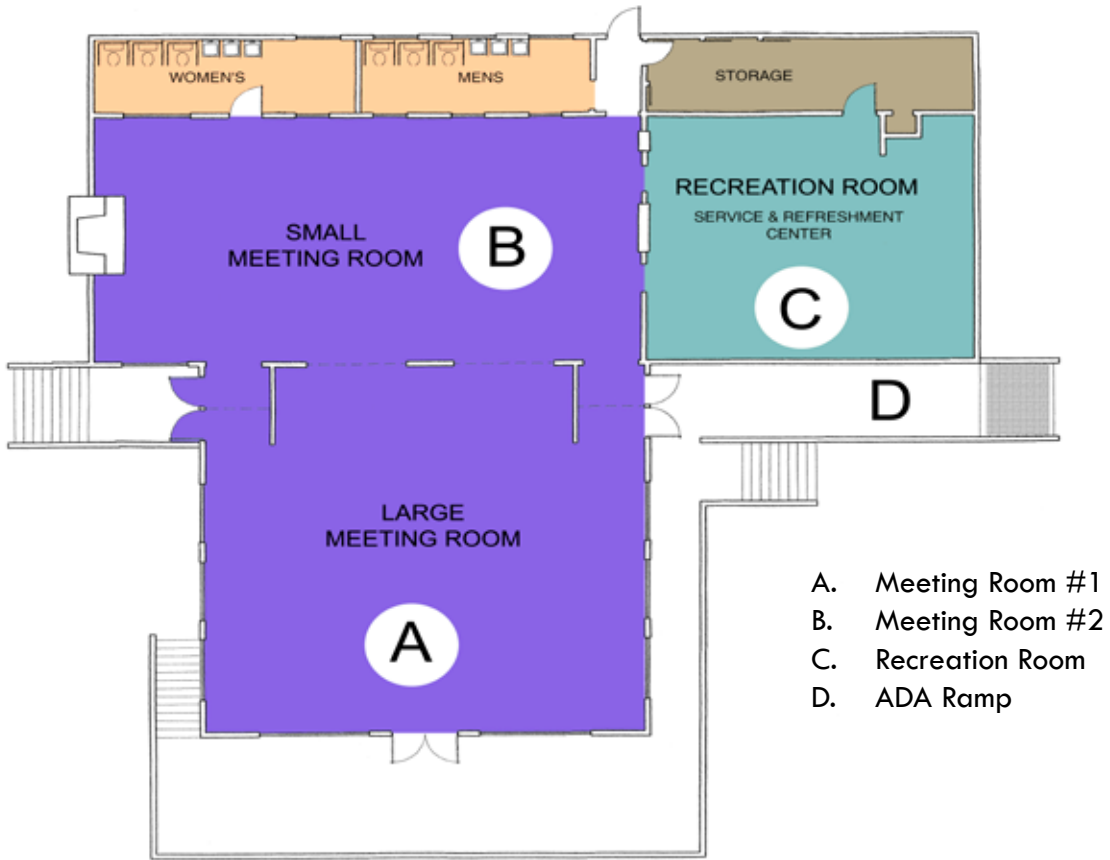 WOMEN'S
MENS
STORAGE
RECREATION ROOM
SERVICE & REFRESHMENT
CENTER
SMALL
MEETING ROOM
B
C
D
LARGE
MEETING ROOM
A
A. Meeting Room #1
B. Meeting Room #2
C. Recreation Room
D. ADA Ramp